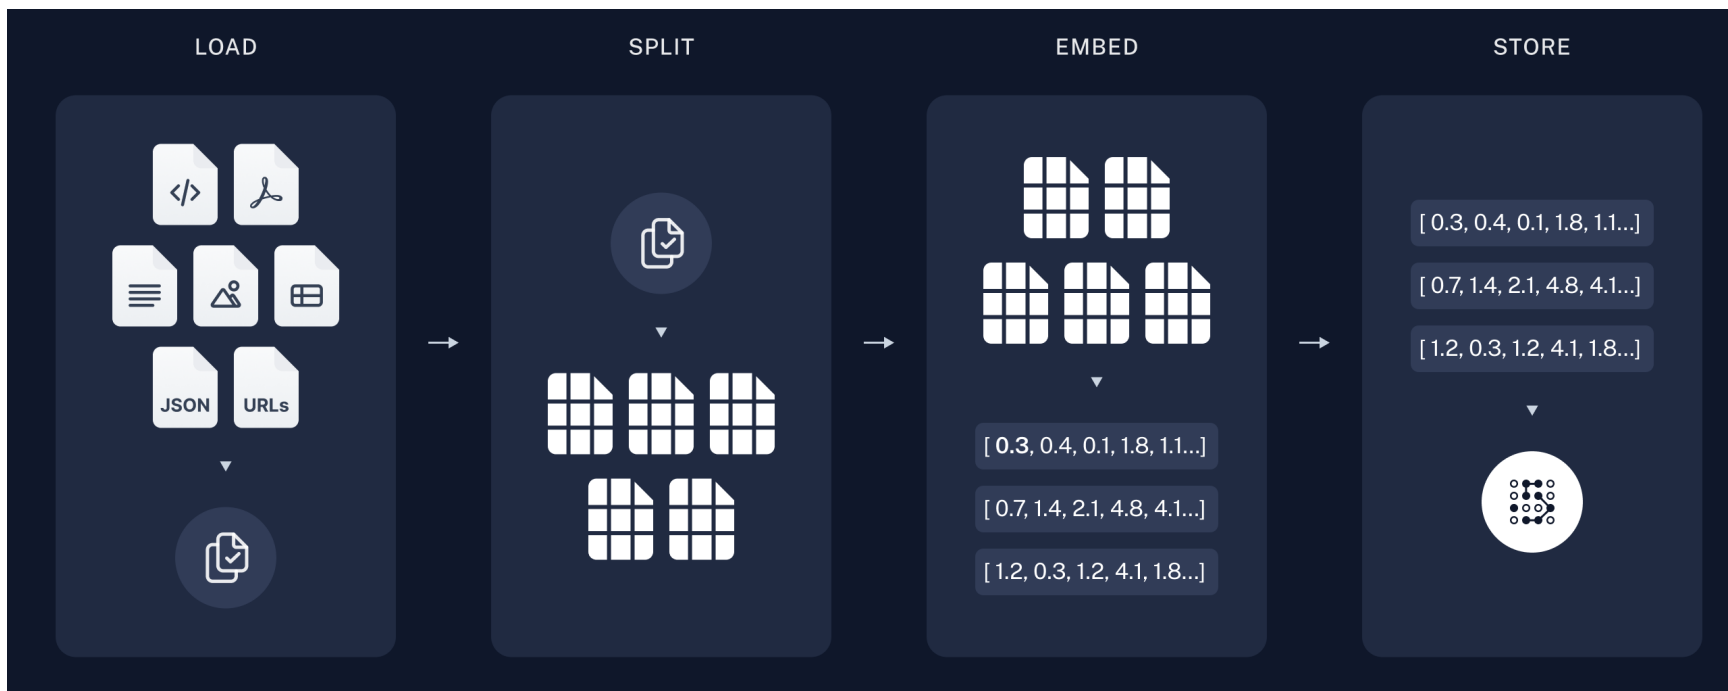 LOAD
SPLIT
EMBED
STORE
JSON
URLs
[ 0.3, 0.4, 0.1, 1.8, 1.1...]
[ 0.7, 1.4, 2.1, 4.8, 4.1...]
[ 1.2, 0.3, 1.2, 4.1, 1.8...]
[ 0.3, 0.4, 0.1, 1.8, 1.1...]
[ 0.7, 1.4, 2.1, 4.8, 4.1...]
[ 1.2, 0.3, 1.2, 4.1, 1.8...]